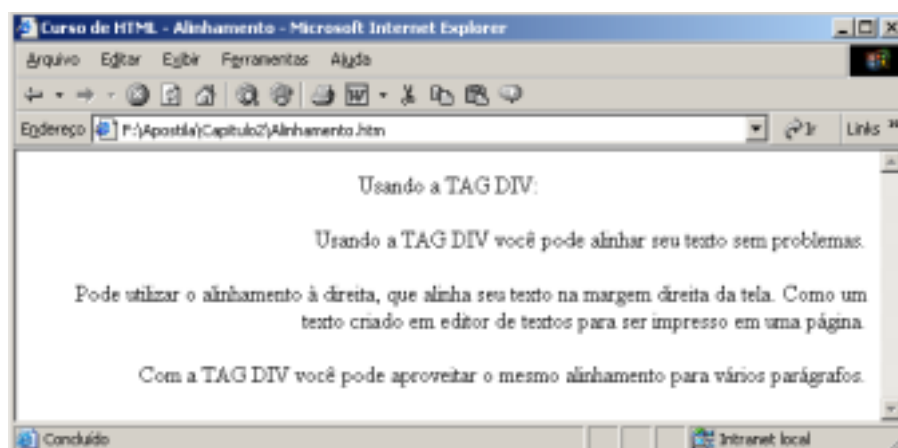 Curso de HTML - Alinhamento - Microsoft Internet Explorer
Arquivo Editar Exibir Ferramentas Ajuda
Endereço F:\Apostila\Capitulo2\Alinhamento.htm Ir Links »
Usando a TAG DIV:
Usando a TAG DIV você pode alinhar seu texto sem problemas.
Pode utilizar o alinhamento à direita, que alinha seu texto na margem direita da tela. Como um
texto criado em editor de textos para ser impresso em uma página.
Com a TAG DIV você pode aproveitar o mesmo alinhamento para vários parágrafos.
Concluído Intranet local